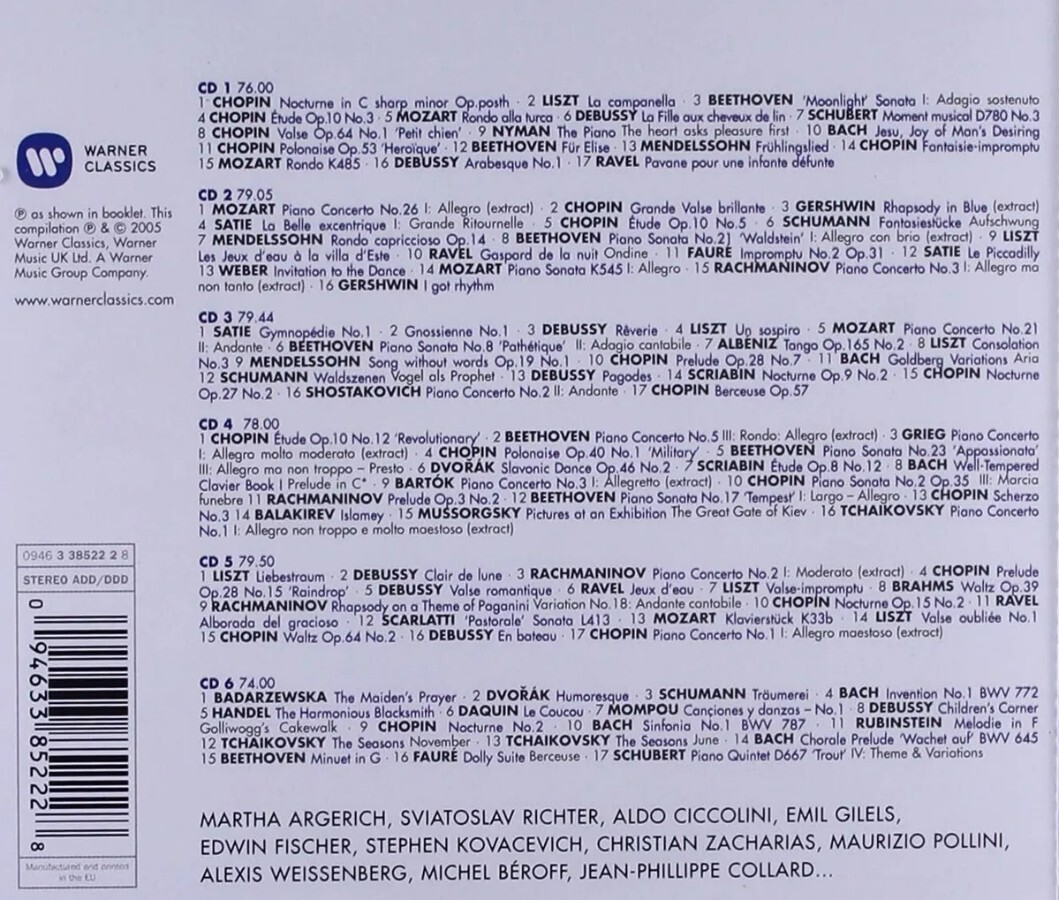 WARNER
CLASSICS
℗ as shown in booklet. This
compilation ℗ & © 2005
Warner Classics, Warner
Music UK Ltd. A Warner
Music Group Company.
www.warnerclassics.com
CD 1 76.00
1 CHOPIN Nocturne in C sharp minor Op.posth · 2 LISZT La campanella · 3 BEETHOVEN 'Moonlight' Sonata I: Adagio sostenuto
4 CHOPIN Étude Op.10 No.3 · 5 MOZART Rondo alla turca · 6 DEBUSSY La Fille aux cheveux de lin · 7 SCHUBERT Moment musical D780 No.3
8 CHOPIN Valse Op.64 No.1 'Petit chien' · 9 NYMAN The Piano The heart asks pleasure first · 10 BACH Jesu, Joy of Man's Desiring
11 CHOPIN Polonaise Op.53 'Heroïque' · 12 BEETHOVEN Für Elise · 13 MENDELSSOHN Frühlingslied · 14 CHOPIN Fantaisie-impromptu
15 MOZART Rondo K485 · 16 DEBUSSY Arabesque No.1 · 17 RAVEL Pavane pour une infante défunte
CD 2 79.05
1 MOZART Piano Concerto No.26 I: Allegro (extract) · 2 CHOPIN Grande Valse brillante · 3 GERSHWIN Rhapsody in Blue (extract)
4 SATIE La Belle excentrique I: Grande Ritournelle · 5 CHOPIN Étude Op.10 No.5 · 6 SCHUMANN Fantasiestücke Aufschwung
7 MENDELSSOHN Rondo capriccioso Op.14 · 8 BEETHOVEN Piano Sonata No.21 'Waldstein' I: Allegro con brio (extract) · 9 LISZT
Les Jeux d'eau à la villa d'Este · 10 RAVEL Gaspard de la nuit Ondine · 11 FAURÉ Impromptu No.2 Op.31 · 12 SATIE Le Piccadilly
13 WEBER Invitation to the Dance · 14 MOZART Piano Sonata K545 I: Allegro · 15 RACHMANINOV Piano Concerto No.3 I: Allegro ma
non tanto (extract) · 16 GERSHWIN I got rhythm
CD 3 79.44
1 SATIE Gymnopédie No.1 · 2 Gnossienne No.1 · 3 DEBUSSY Rêverie · 4 LISZT Un sospiro · 5 MOZART Piano Concerto No.21
II: Andante · 6 BEETHOVEN Piano Sonata No.8 'Pathétique' II: Adagio cantabile · 7 ALBÉNIZ Tango Op.165 No.2 · 8 LISZT Consolation
No.3 9 MENDELSSOHN Song without words Op.19 No.1 · 10 CHOPIN Prelude Op.28 No.7 · 11 BACH Goldberg Variations Aria
12 SCHUMANN Waldszenen Vogel als Prophet · 13 DEBUSSY Pagodes · 14 SCRIABIN Nocturne Op.9 No.2 · 15 CHOPIN Nocturne
Op.27 No.2 · 16 SHOSTAKOVICH Piano Concerto No.2 II: Andante · 17 CHOPIN Berceuse Op.57
CD 4 78.00
1 CHOPIN Étude Op.10 No.12 'Revolutionary' · 2 BEETHOVEN Piano Concerto No.5 III: Rondo: Allegro (extract) · 3 GRIEG Piano Concerto
I: Allegro molto moderato (extract) · 4 CHOPIN Polonaise Op.40 No.1 'Military' · 5 BEETHOVEN Piano Sonata No.23 'Appassionata'
III: Allegro ma non troppo – Presto · 6 DVOŘÁK Slavonic Dance Op.46 No.2 · 7 SCRIABIN Étude Op.8 No.12 · 8 BACH Well-Tempered
Clavier Book I Prelude in C* · 9 BARTÓK Piano Concerto No.3 I: Allegretto (extract) · 10 CHOPIN Piano Sonata No.2 Op.35 III: Marcia
funebre 11 RACHMANINOV Prelude Op.3 No.2 · 12 BEETHOVEN Piano Sonata No.17 'Tempest' I: Largo – Allegro · 13 CHOPIN Scherzo
No.3 14 BALAKIREV Islamey · 15 MUSSORGSKY Pictures at an Exhibition The Great Gate of Kiev · 16 TCHAIKOVSKY Piano Concerto
No.1 I: Allegro non troppo e molto maestoso (extract)
CD 5 79.50
1 LISZT Liebestraum · 2 DEBUSSY Clair de lune · 3 RACHMANINOV Piano Concerto No.2 I: Moderato (extract) · 4 CHOPIN Prelude
Op.28 No.15 'Raindrop' · 5 DEBUSSY Valse romantique · 6 RAVEL Jeux d'eau · 7 LISZT Valse-impromptu · 8 BRAHMS Waltz Op.39
9 RACHMANINOV Rhapsody on a Theme of Paganini Variation No.18: Andante cantabile · 10 CHOPIN Nocturne Op.15 No.2 · 11 RAVEL
Alborada del gracioso · 12 SCARLATTI 'Pastorale' Sonata L413 · 13 MOZART Klavierstück K33b · 14 LISZT Valse oubliée No.1
15 CHOPIN Waltz Op.64 No.2 · 16 DEBUSSY En bateau · 17 CHOPIN Piano Concerto No.1 I: Allegro maestoso (extract)
CD 6 74.00
1 BADARZEWSKA The Maiden's Prayer · 2 DVOŘÁK Humoresque · 3 SCHUMANN Träumerei · 4 BACH Invention No.1 BWV 772
5 HANDEL The Harmonious Blacksmith · 6 DAQUIN Le Coucou · 7 MOMPOU Cançiones y danzas – No.1 · 8 DEBUSSY Children's Corner
Golliwogg's Cakewalk · 9 CHOPIN Nocturne No.2 · 10 BACH Sinfonia No.1 BWV 787 · 11 RUBINSTEIN Melodie in F
12 TCHAIKOVSKY The Seasons November · 13 TCHAIKOVSKY The Seasons June · 14 BACH Chorale Prelude 'Wachet auf' BWV 645
15 BEETHOVEN Minuet in G · 16 FAURÉ Dolly Suite Berceuse · 17 SCHUBERT Piano Quintet D667 'Trout' IV: Theme & Variations
MARTHA ARGERICH, SVIATOSLAV RICHTER, ALDO CICCOLINI, EMIL GILELS,
EDWIN FISCHER, STEPHEN KOVACEVICH, CHRISTIAN ZACHARIAS, MAURIZIO POLLINI,
ALEXIS WEISSENBERG, MICHEL BÉROFF, JEAN-PHILLIPPE COLLARD...
0946 3 38522 2 8
STEREO ADD/DDD
0 94633 85222 8
Manufactured and printed
in the EU